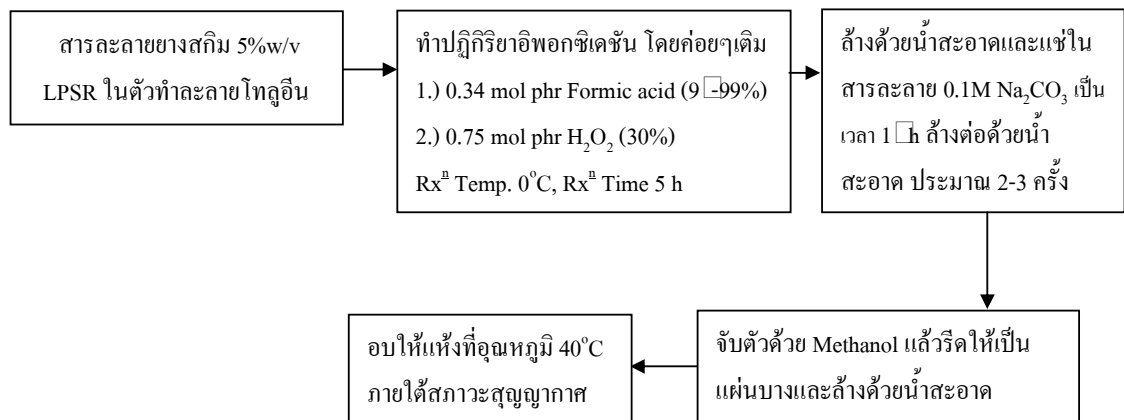 สารละลายยางสกิม 5%w/v
LPSR ในตัวทำละลายโทลูอีน
ทำปฏิกิริยาอิพอกซิเดชัน โดยค่อยๆเติม
1.) 0.34 mol phr Formic acid (9□-99%)
2.) 0.75 mol phr H₂O₂ (30%)
Rxⁿ Temp. 0°C, Rxⁿ Time 5 h
ล้างด้วยน้ำสะอาดและแช่ใน
สารละลาย 0.1M Na₂CO₃ เป็น
เวลา 1□h ล้างต่อด้วยน้ำ
สะอาด ประมาณ 2-3 ครั้ง
จับตัวด้วย Methanol แล้วรีดให้เป็น
แผ่นบางและล้างด้วยน้ำสะอาด
อบให้แห้งที่อุณหภูมิ 40°C
ภายใต้สภาวะสุญญากาศ